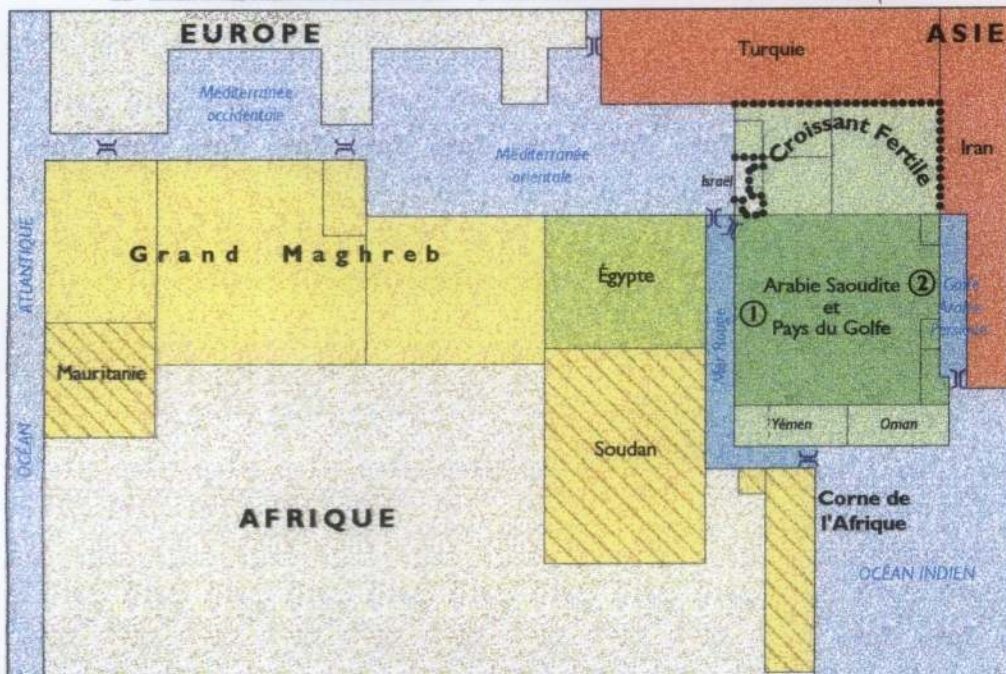 EUROPE
ASIE
Turquie
Méditerranée
occidentale
Croissant Fertile
Iran
Méditerranée
orientale
Israël
Grand Maghreb
ATLANTIQUE
OCÉAN
Égypte
Arabie Saoudite
et
Pays du Golfe
①
②
Golfe
Arabo
Persique
Mer Rouge
Mauritanie
Yémen
Oman
Soudan
AFRIQUE
Corne de
l'Afrique
OCÉAN INDIEN